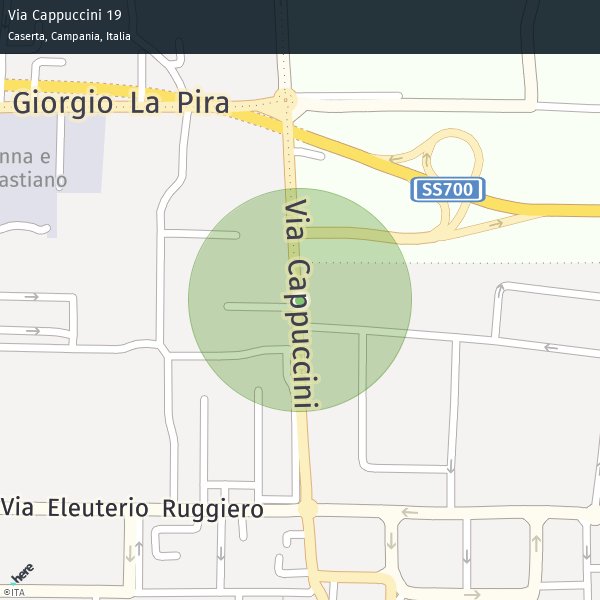 Via Cappuccini 19
Caserta, Campania, Italia
Giorgio La Pira
nna e
astiano
SS700
Via Cappuccini
Via Eleuterio Ruggiero
here
©ITA